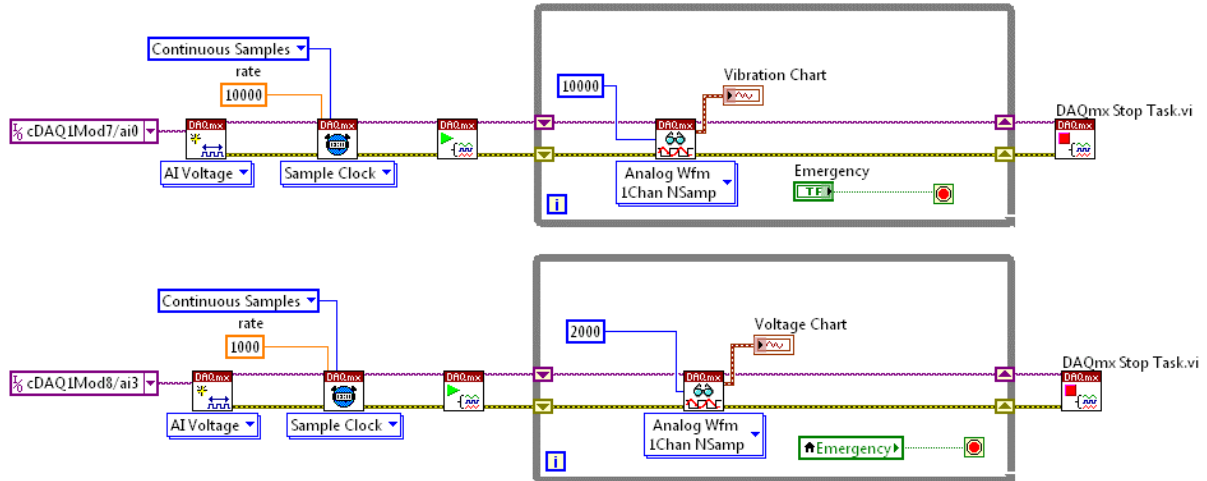 Continuous Samples
rate
10000
10000
Vibration Chart
DAQmx Stop Task.vi
I/O cDAQ1Mod7/ai0
DAQmx
DAQmx
DAQmx
DAQmx
DAQmx
AI Voltage
Sample Clock
Analog Wfm
1Chan NSamp
Emergency
TF
i
Continuous Samples
rate
1000
2000
Voltage Chart
DAQmx Stop Task.vi
I/O cDAQ1Mod8/ai3
DAQmx
DAQmx
DAQmx
DAQmx
DAQmx
AI Voltage
Sample Clock
Analog Wfm
1Chan NSamp
Emergency
i